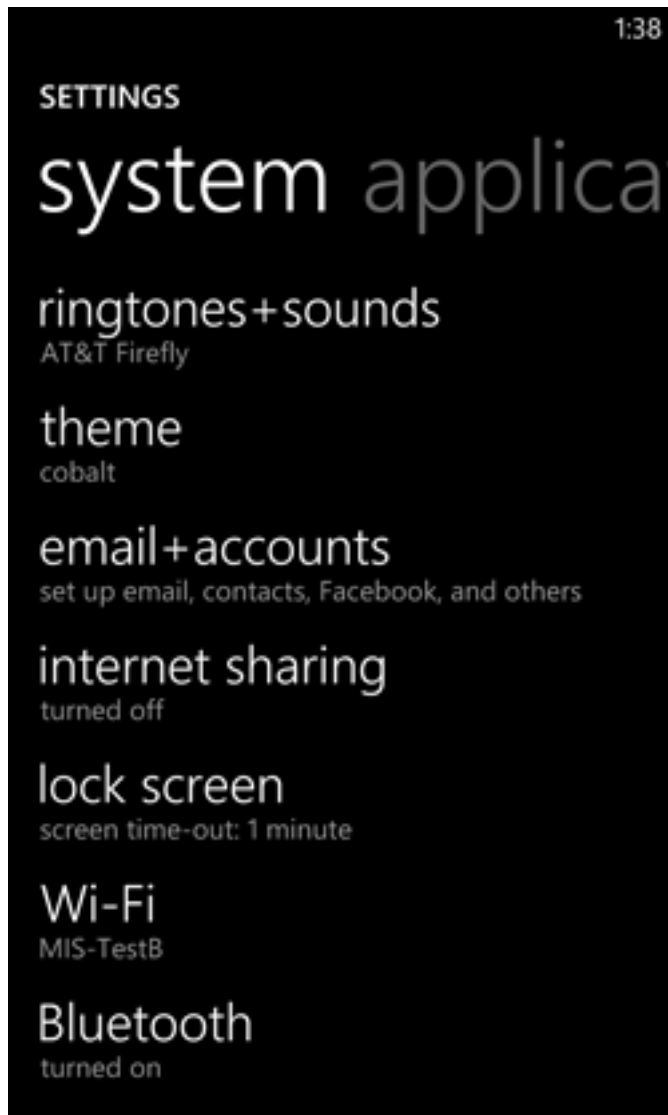 1:38
SETTINGS
system applica
ringtones+sounds
AT&T Firefly
theme
cobalt
email+accounts
set up email, contacts, Facebook, and others
internet sharing
turned off
lock screen
screen time-out: 1 minute
Wi-Fi
MIS-TestB
Bluetooth
turned on